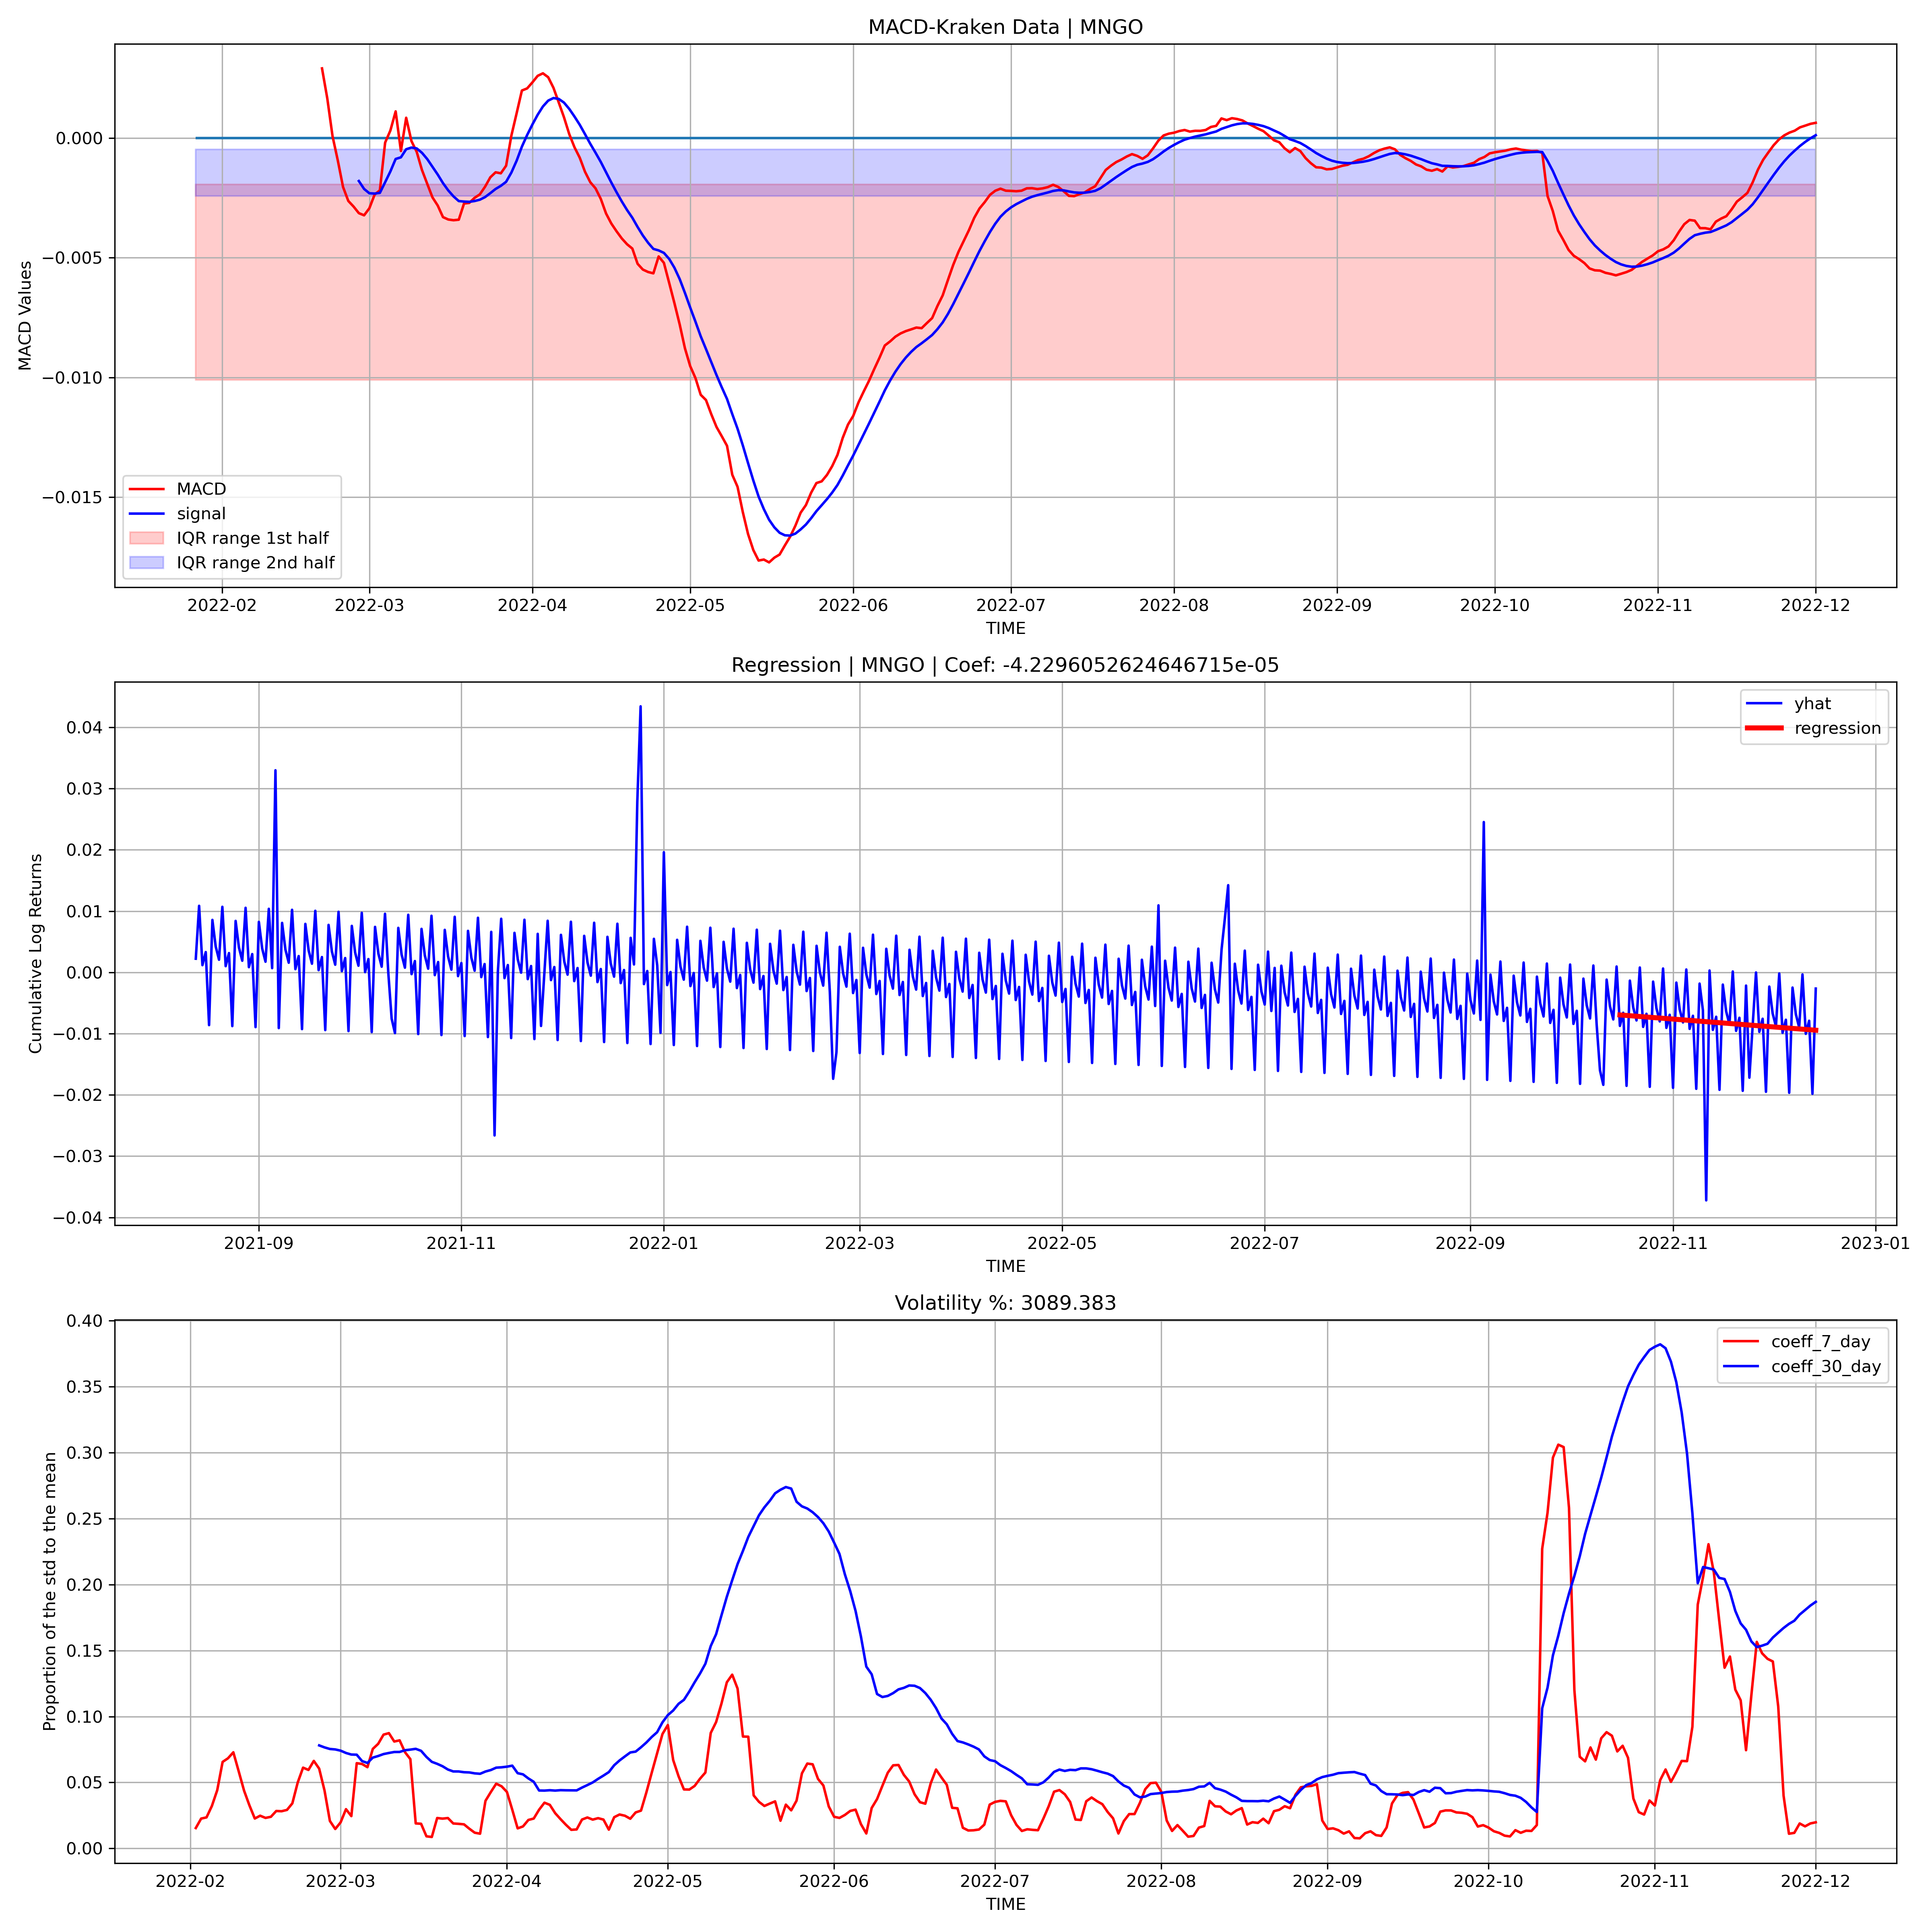 MACD-Kraken Data | MNGO
MACD Values
0.000
−0.005
−0.010
−0.015
MACD
signal
IQR range 1st half
IQR range 2nd half
2022-02 2022-03 2022-04 2022-05 2022-06 2022-07 2022-08 2022-09 2022-10 2022-11 2022-12
TIME
Regression | MNGO | Coef: -4.2296052624646715e-05
Cumulative Log Returns
0.04
0.03
0.02
0.01
0.00
−0.01
−0.02
−0.03
−0.04
yhat
regression
2021-09 2021-11 2022-01 2022-03 2022-05 2022-07 2022-09 2022-11 2023-01
TIME
Volatility %: 3089.383
Proportion of the std to the mean
0.40
0.35
0.30
0.25
0.20
0.15
0.10
0.05
0.00
coeff_7_day
coeff_30_day
2022-02 2022-03 2022-04 2022-05 2022-06 2022-07 2022-08 2022-09 2022-10 2022-11 2022-12
TIME